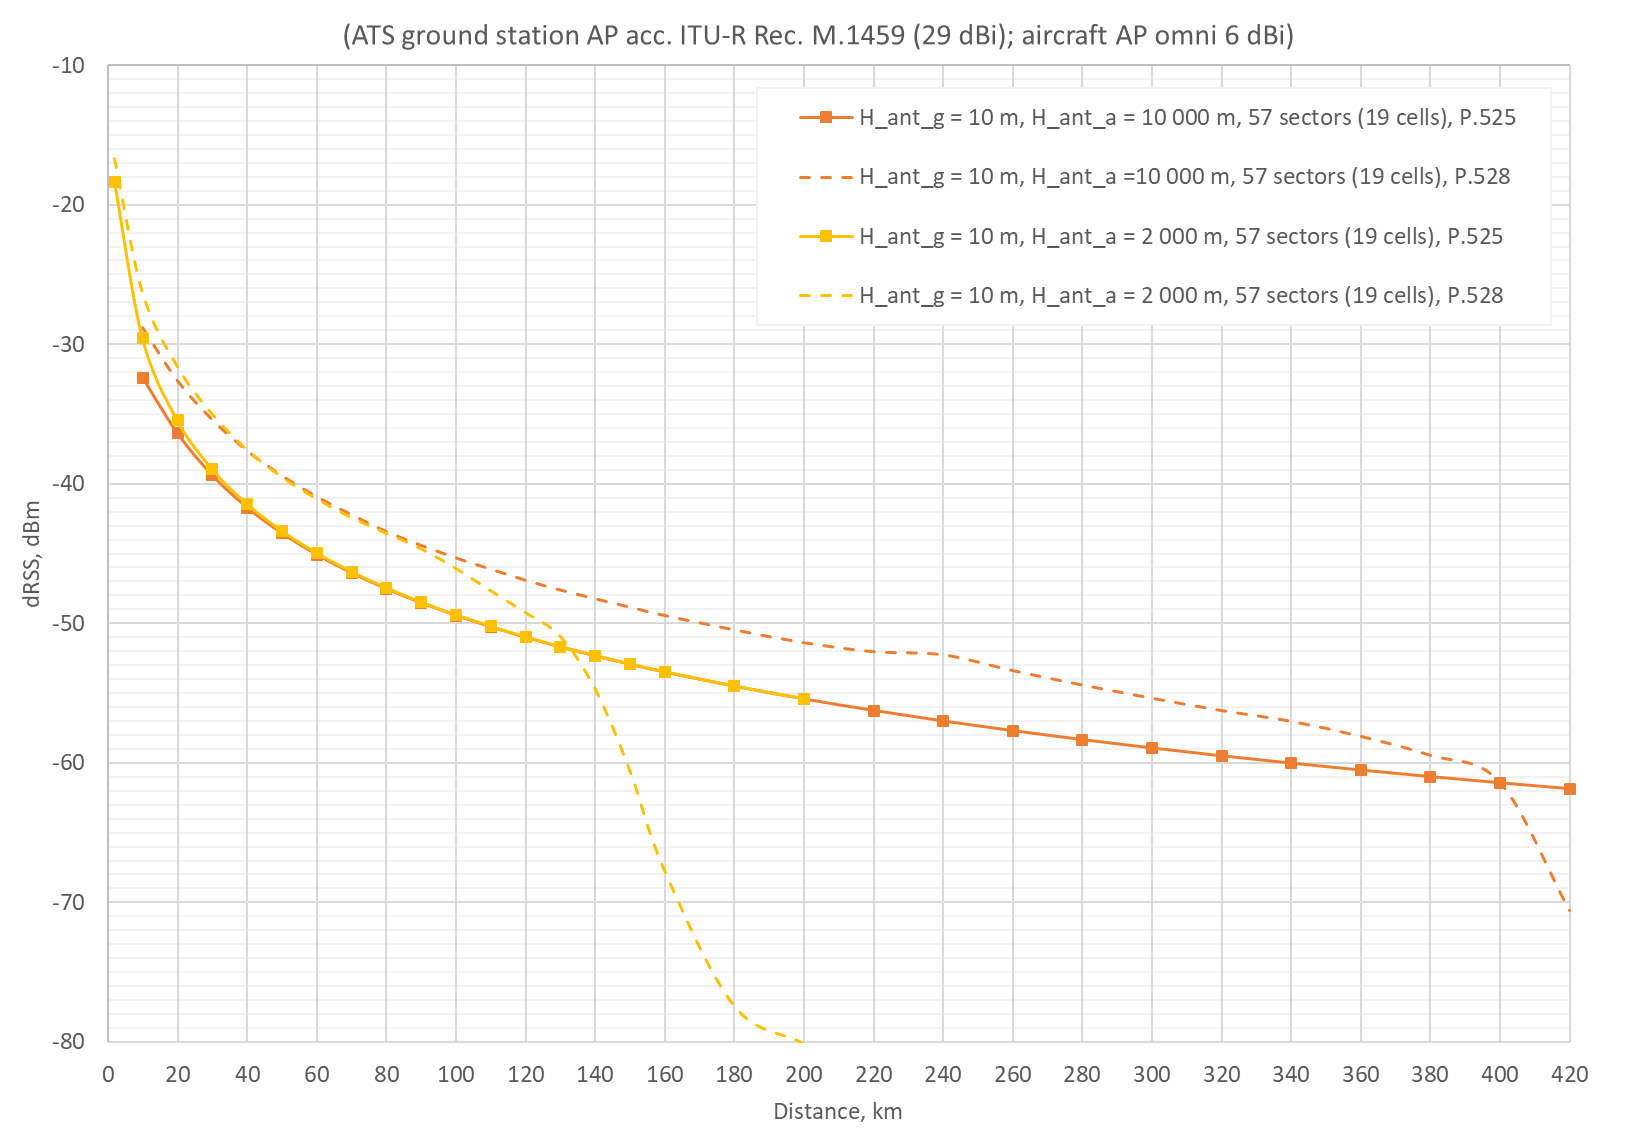 (ATS ground station AP acc. ITU-R Rec. M.1459 (29 dBi); aircraft AP omni 6 dBi)
-10
-20
-30
-40
-50
-60
-70
-80
dRSS, dBm
H_ant_g = 10 m, H_ant_a = 10 000 m, 57 sectors (19 cells), P.525
H_ant_g = 10 m, H_ant_a =10 000 m, 57 sectors (19 cells), P.528
H_ant_g = 10 m, H_ant_a = 2 000 m, 57 sectors (19 cells), P.525
H_ant_g = 10 m, H_ant_a = 2 000 m, 57 sectors (19 cells), P.528
0 20 40 60 80 100 120 140 160 180 200 220 240 260 280 300 320 340 360 380 400 420
Distance, km